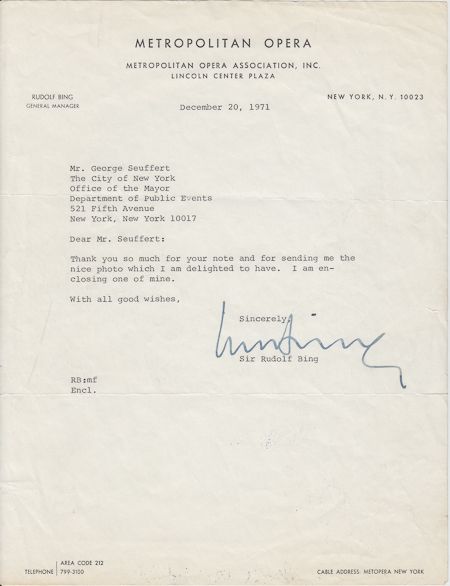 METROPOLITAN OPERA
METROPOLITAN OPERA ASSOCIATION, INC.
LINCOLN CENTER PLAZA
RUDOLF BING
GENERAL MANAGER
NEW YORK, N.Y. 10023
December 20, 1971
Mr. George Seuffert
The City of New York
Office of the Mayor
Department of Public Events
521 Fifth Avenue
New York, New York 10017
Dear Mr. Seuffert:
Thank you so much for your note and for sending me the
nice photo which I am delighted to have. I am en-
closing one of mine.
With all good wishes,
Sincerely,
Sir Rudolf Bing
RB:mf
Encl.
AREA CODE 212
TELEPHONE 799-3100
CABLE ADDRESS: METOPERA NEW YORK